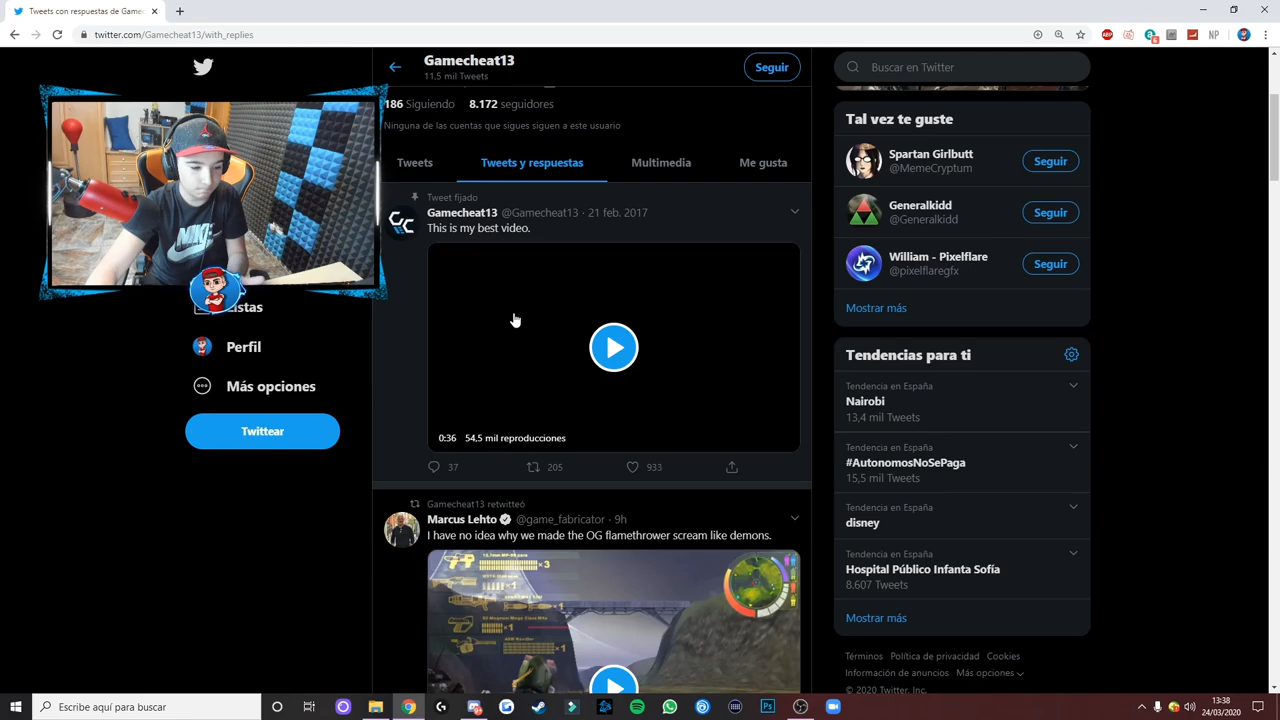 Tweets con respuestas de Gamec
twitter.com/Gamecheat13/with_replies
6
NP
Gamecheat13
11,5 mil Tweets
Seguir
186 Siguiendo 8.172 seguidores
Ninguna de las cuentas que sigues siguen a este usuario
Tweets
Tweets y respuestas
Multimedia
Me gusta
Tweet fijado
Gamecheat13 @Gamecheat13 · 21 feb. 2017
This is my best video.
0:36 54,5 mil reproducciones
37
205
933
Gamecheat13 retwitteó
Marcus Lehto @game_fabricator · 9h
I have no idea why we made the OG flamethrower scream like demons.
Listas
Perfil
Más opciones
Twittear
NIKE
Buscar en Twitter
Tal vez te guste
Spartan Girlbutt
@MemeCryptum
Seguir
Generalkidd
@Generalkidd
Seguir
William - Pixelflare
@pixelflaregfx
Seguir
Mostrar más
Tendencias para ti
Tendencia en España
Nairobi
13,4 mil Tweets
Tendencia en España
#AutonomosNoSePaga
15,5 mil Tweets
Tendencia en España
disney
Tendencia en España
Hospital Público Infanta Sofía
8.607 Tweets
Mostrar más
Términos Política de privacidad Cookies
Información de anuncios Más opciones
© 2020 Twitter, Inc.
Escribe aquí para buscar
Ps
13:38
24/03/2020